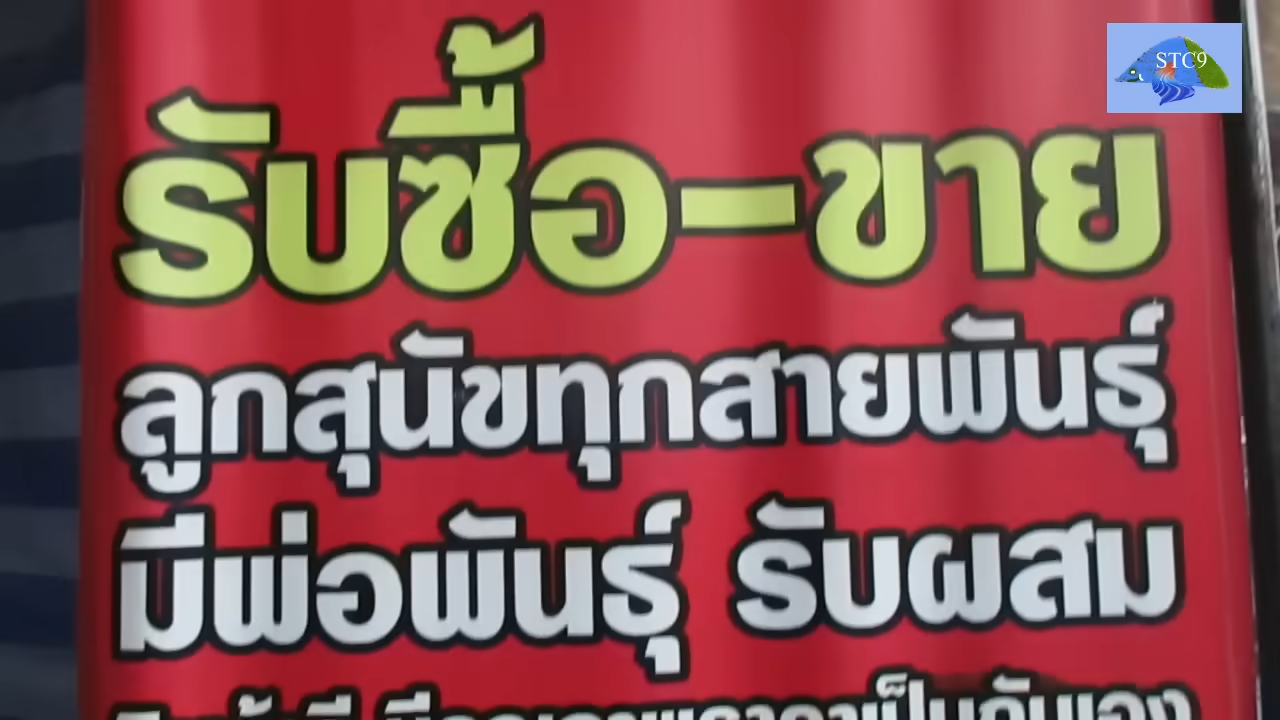 STC9
รับซื้อ-ขาย
ลูกสุนัขทุกสายพันธุ์
มีพ่อพันธุ์ รับผสม